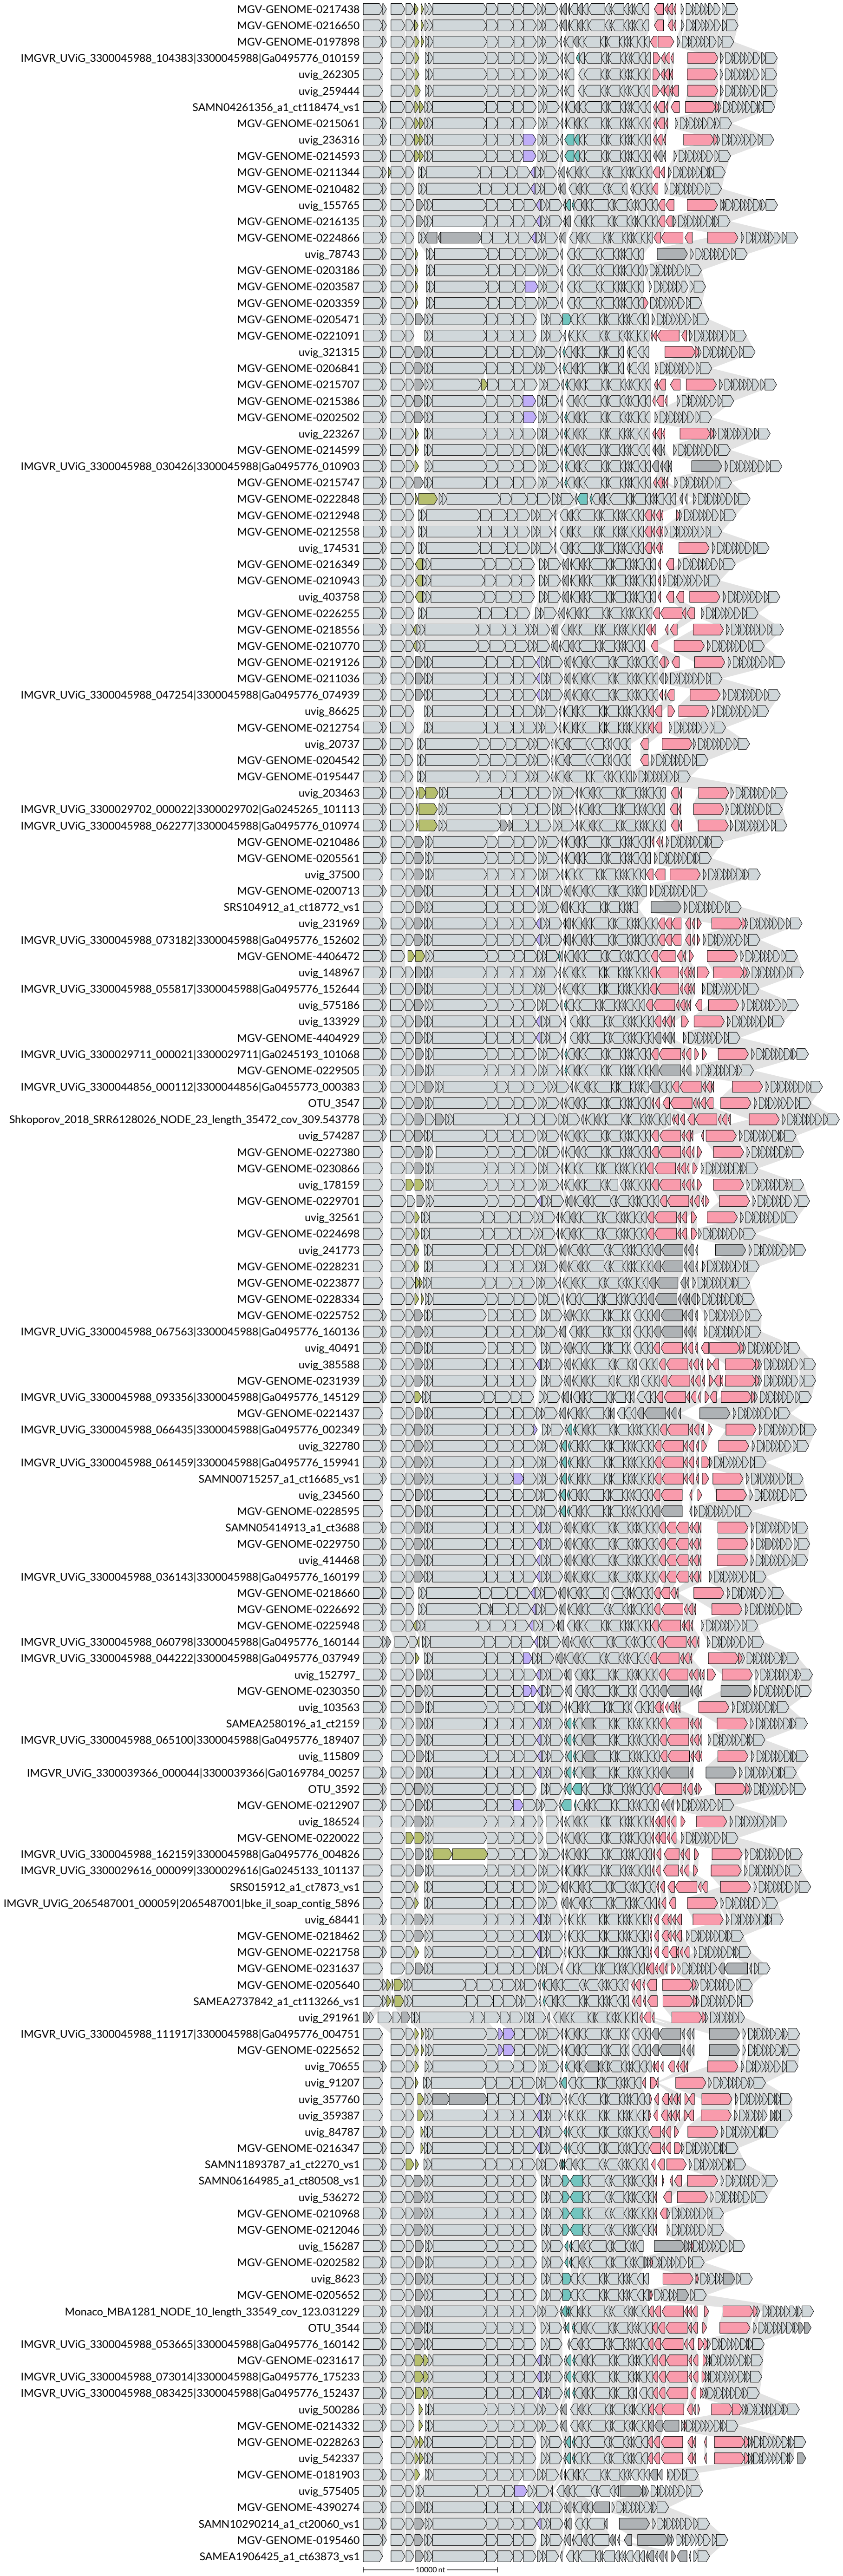 MGV-GENOME-0217438
MGV-GENOME-0216650
MGV-GENOME-0197898
IMGVR_UViG_3300045988_104383|3300045988|Ga0495776_010159
uvig_262305
uvig_259444
SAMN04261356_a1_ct118474_vs1
MGV-GENOME-0215061
uvig_236316
MGV-GENOME-0214593
MGV-GENOME-0211344
MGV-GENOME-0210482
uvig_155765
MGV-GENOME-0216135
MGV-GENOME-0224866
uvig_78743
MGV-GENOME-0203186
MGV-GENOME-0203587
MGV-GENOME-0203359
MGV-GENOME-0205471
MGV-GENOME-0221091
uvig_321315
MGV-GENOME-0206841
MGV-GENOME-0215707
MGV-GENOME-0215386
MGV-GENOME-0202502
uvig_223267
MGV-GENOME-0214599
IMGVR_UViG_3300045988_030426|3300045988|Ga0495776_010903
MGV-GENOME-0215747
MGV-GENOME-0222848
MGV-GENOME-0212948
MGV-GENOME-0212558
uvig_174531
MGV-GENOME-0216349
MGV-GENOME-0210943
uvig_403758
MGV-GENOME-0226255
MGV-GENOME-0218556
MGV-GENOME-0210770
MGV-GENOME-0219126
MGV-GENOME-0211036
IMGVR_UViG_3300045988_047254|3300045988|Ga0495776_074939
uvig_86625
MGV-GENOME-0212754
uvig_20737
MGV-GENOME-0204542
MGV-GENOME-0195447
uvig_203463
IMGVR_UViG_3300029702_000022|3300029702|Ga0245265_101113
IMGVR_UViG_3300045988_062277|3300045988|Ga0495776_010974
MGV-GENOME-0210486
MGV-GENOME-0205561
uvig_37500
MGV-GENOME-0200713
SRS104912_a1_ct18772_vs1
uvig_231969
IMGVR_UViG_3300045988_073182|3300045988|Ga0495776_152602
MGV-GENOME-4406472
uvig_148967
IMGVR_UViG_3300045988_055817|3300045988|Ga0495776_152644
uvig_575186
uvig_133929
MGV-GENOME-4404929
IMGVR_UViG_3300029711_000021|3300029711|Ga0245193_101068
MGV-GENOME-0229505
IMGVR_UViG_3300044856_000112|3300044856|Ga0455773_000383
OTU_3547
Shkoporov_2018_SRR6128026_NODE_23_length_35472_cov_309.543778
uvig_574287
MGV-GENOME-0227380
MGV-GENOME-0230866
uvig_178159
MGV-GENOME-0229701
uvig_32561
MGV-GENOME-0224698
uvig_241773
MGV-GENOME-0228231
MGV-GENOME-0223877
MGV-GENOME-0228334
MGV-GENOME-0225752
IMGVR_UViG_3300045988_067563|3300045988|Ga0495776_160136
uvig_40491
uvig_385588
MGV-GENOME-0231939
IMGVR_UViG_3300045988_093356|3300045988|Ga0495776_145129
MGV-GENOME-0221437
IMGVR_UViG_3300045988_066435|3300045988|Ga0495776_002349
uvig_322780
IMGVR_UViG_3300045988_061459|3300045988|Ga0495776_159941
SAMN00715257_a1_ct16685_vs1
uvig_234560
MGV-GENOME-0228595
SAMN05414913_a1_ct3688
MGV-GENOME-0229750
uvig_414468
IMGVR_UViG_3300045988_036143|3300045988|Ga0495776_160199
MGV-GENOME-0218660
MGV-GENOME-0226692
MGV-GENOME-0225948
IMGVR_UViG_3300045988_060798|3300045988|Ga0495776_160144
IMGVR_UViG_3300045988_044222|3300045988|Ga0495776_037949
uvig_152797_
MGV-GENOME-0230350
uvig_103563
SAMEA2580196_a1_ct2159
IMGVR_UViG_3300045988_065100|3300045988|Ga0495776_189407
uvig_115809
IMGVR_UViG_3300039366_000044|3300039366|Ga0169784_00257
OTU_3592
MGV-GENOME-0212907
uvig_186524
MGV-GENOME-0220022
IMGVR_UViG_3300045988_162159|3300045988|Ga0495776_004826
IMGVR_UViG_3300029616_000099|3300029616|Ga0245133_101137
SRS015912_a1_ct7873_vs1
IMGVR_UViG_2065487001_000059|2065487001|bke_il_soap_contig_5896
uvig_68441
MGV-GENOME-0218462
MGV-GENOME-0221758
MGV-GENOME-0231637
MGV-GENOME-0205640
SAMEA2737842_a1_ct113266_vs1
uvig_291961
IMGVR_UViG_3300045988_111917|3300045988|Ga0495776_004751
MGV-GENOME-0225652
uvig_70655
uvig_91207
uvig_357760
uvig_359387
uvig_84787
MGV-GENOME-0216347
SAMN11893787_a1_ct2270_vs1
SAMN06164985_a1_ct80508_vs1
uvig_536272
MGV-GENOME-0210968
MGV-GENOME-0212046
uvig_156287
MGV-GENOME-0202582
uvig_8623
MGV-GENOME-0205652
Monaco_MBA1281_NODE_10_length_33549_cov_123.031229
OTU_3544
IMGVR_UViG_3300045988_053665|3300045988|Ga0495776_160142
MGV-GENOME-0231617
IMGVR_UViG_3300045988_073014|3300045988|Ga0495776_175233
IMGVR_UViG_3300045988_083425|3300045988|Ga0495776_152437
uvig_500286
MGV-GENOME-0214332
MGV-GENOME-0228263
uvig_542337
MGV-GENOME-0181903
uvig_575405
MGV-GENOME-4390274
SAMN10290214_a1_ct20060_vs1
MGV-GENOME-0195460
SAMEA1906425_a1_ct63873_vs1
10000 nt